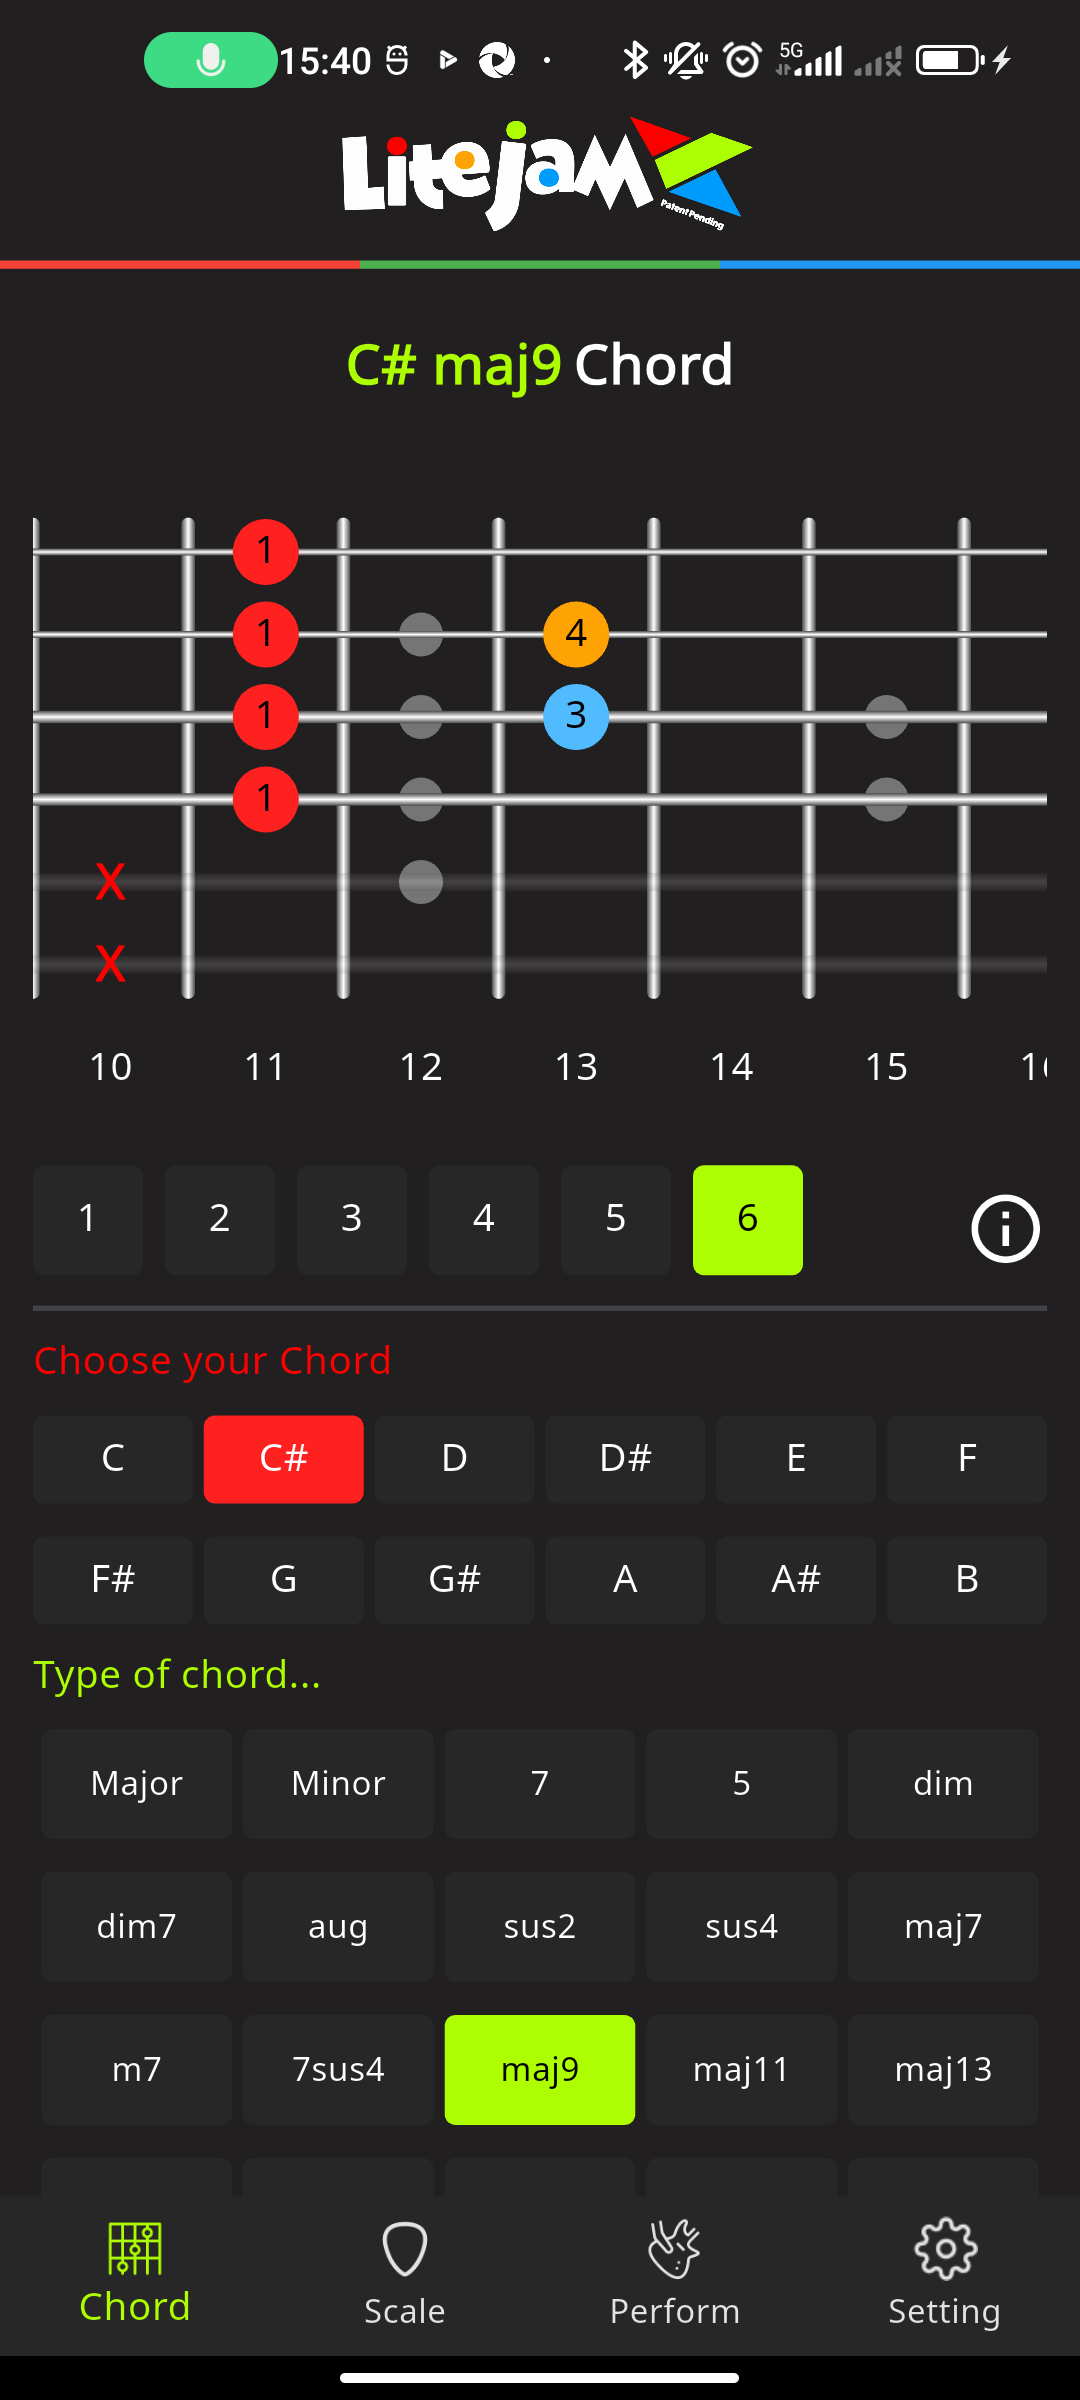 15:40
5G
Litejam
Patent Pending
C# maj9 Chord
1
1 4
1 3
1
X
X
10 11 12 13 14 15
1 2 3 4 5 6
Choose your Chord
C C# D D# E F
F# G G# A A# B
Type of chord...
Major Minor 7 5 dim
dim7 aug sus2 sus4 maj7
m7 7sus4 maj9 maj11 maj13
Chord Scale Perform Setting